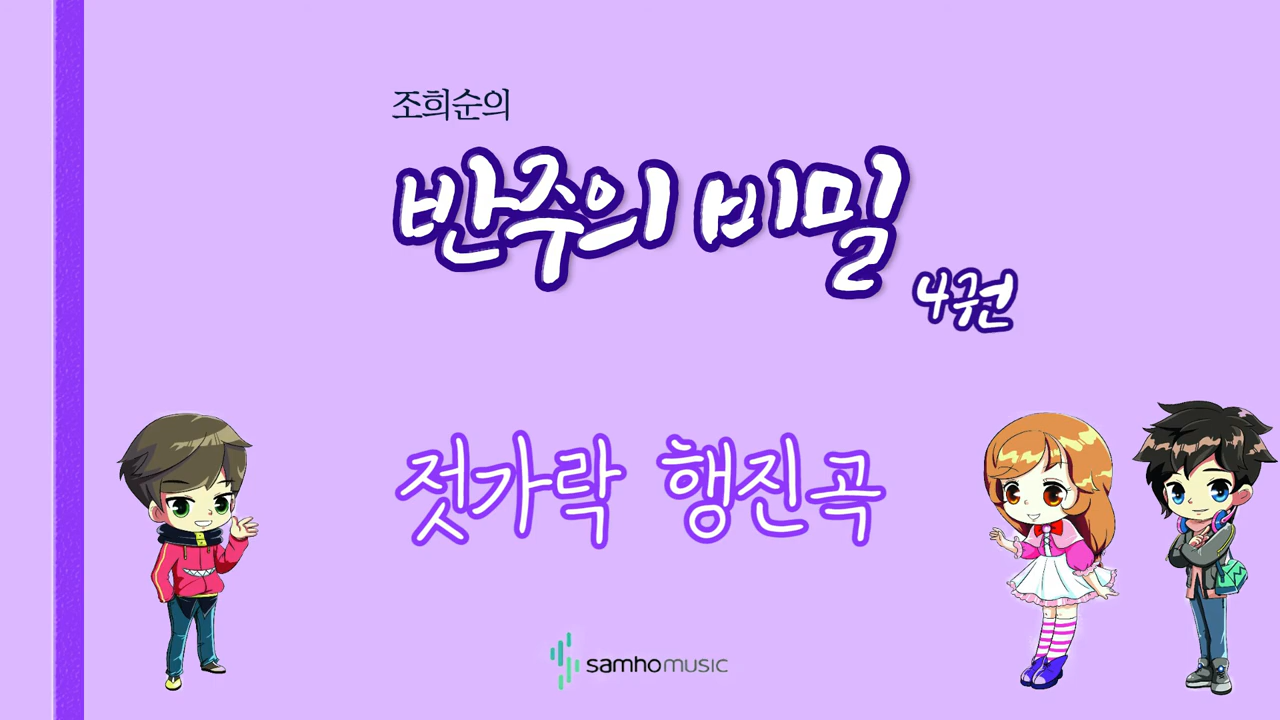 조희순의
반주의 비밀
4권
젓가락 행진곡
samhomusic